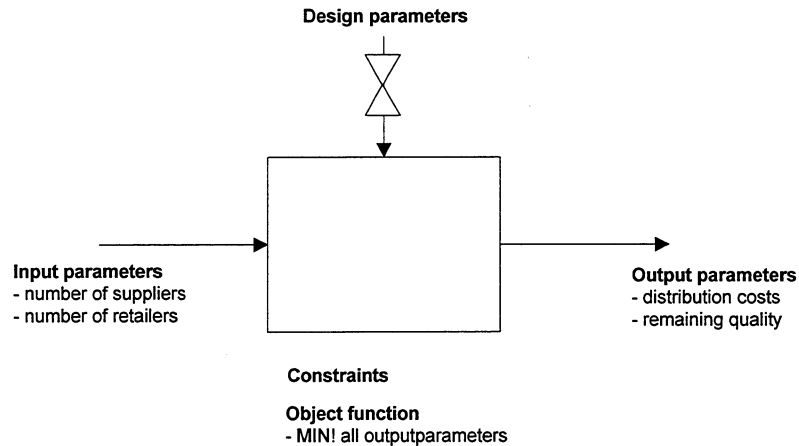 Design parameters
Input parameters
- number of suppliers
- number of retailers
Output parameters
- distribution costs
- remaining quality
Constraints
Object function
- MIN! all outputparameters